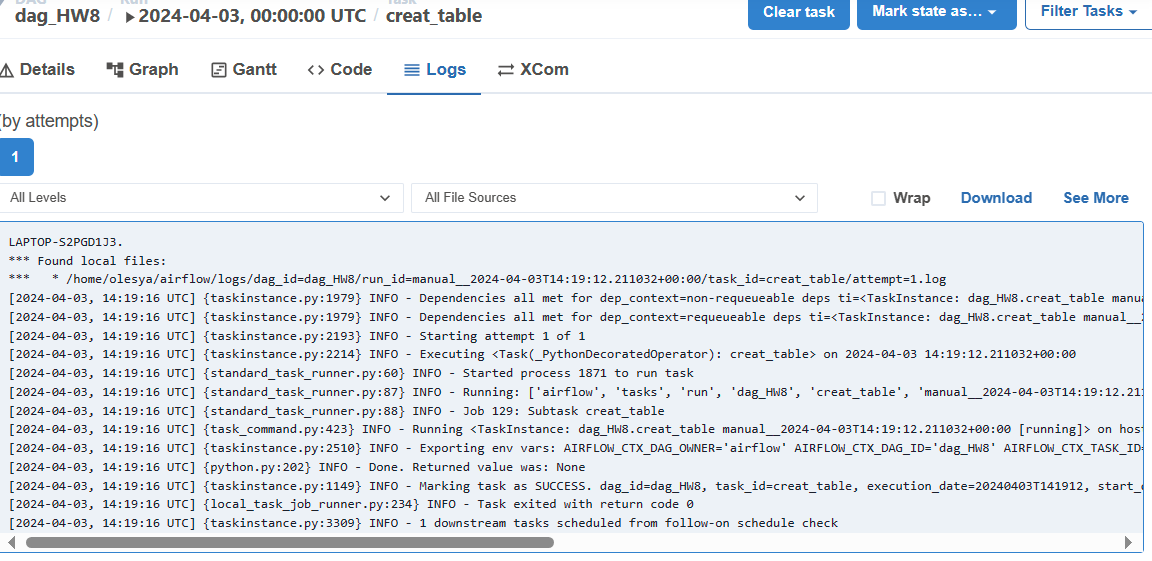 DAG Run Task
dag_HW8 / 2024-04-03, 00:00:00 UTC / creat_table
Clear task Mark state as... Filter Tasks
Details Graph Gantt <> Code Logs XCom
(by attempts)
1
All Levels All File Sources Wrap Download See More
LAPTOP-S2PGD1J3.
*** Found local files:
***   * /home/olesya/airflow/logs/dag_id=dag_HW8/run_id=manual__2024-04-03T14:19:12.211032+00:00/task_id=creat_table/attempt=1.log
[2024-04-03, 14:19:16 UTC] {taskinstance.py:1979} INFO - Dependencies all met for dep_context=non-requeueable deps ti=<TaskInstance: dag_HW8.creat_table manua
[2024-04-03, 14:19:16 UTC] {taskinstance.py:1979} INFO - Dependencies all met for dep_context=requeueable deps ti=<TaskInstance: dag_HW8.creat_table manual__2
[2024-04-03, 14:19:16 UTC] {taskinstance.py:2193} INFO - Starting attempt 1 of 1
[2024-04-03, 14:19:16 UTC] {taskinstance.py:2214} INFO - Executing <Task(_PythonDecoratedOperator): creat_table> on 2024-04-03 14:19:12.211032+00:00
[2024-04-03, 14:19:16 UTC] {standard_task_runner.py:60} INFO - Started process 1871 to run task
[2024-04-03, 14:19:16 UTC] {standard_task_runner.py:87} INFO - Running: ['airflow', 'tasks', 'run', 'dag_HW8', 'creat_table', 'manual__2024-04-03T14:19:12.211
[2024-04-03, 14:19:16 UTC] {standard_task_runner.py:88} INFO - Job 129: Subtask creat_table
[2024-04-03, 14:19:16 UTC] {task_command.py:423} INFO - Running <TaskInstance: dag_HW8.creat_table manual__2024-04-03T14:19:12.211032+00:00 [running]> on host
[2024-04-03, 14:19:16 UTC] {taskinstance.py:2510} INFO - Exporting env vars: AIRFLOW_CTX_DAG_OWNER='airflow' AIRFLOW_CTX_DAG_ID='dag_HW8' AIRFLOW_CTX_TASK_ID=
[2024-04-03, 14:19:16 UTC] {python.py:202} INFO - Done. Returned value was: None
[2024-04-03, 14:19:16 UTC] {taskinstance.py:1149} INFO - Marking task as SUCCESS. dag_id=dag_HW8, task_id=creat_table, execution_date=20240403T141912, start_d
[2024-04-03, 14:19:16 UTC] {local_task_job_runner.py:234} INFO - Task exited with return code 0
[2024-04-03, 14:19:16 UTC] {taskinstance.py:3309} INFO - 1 downstream tasks scheduled from follow-on schedule check